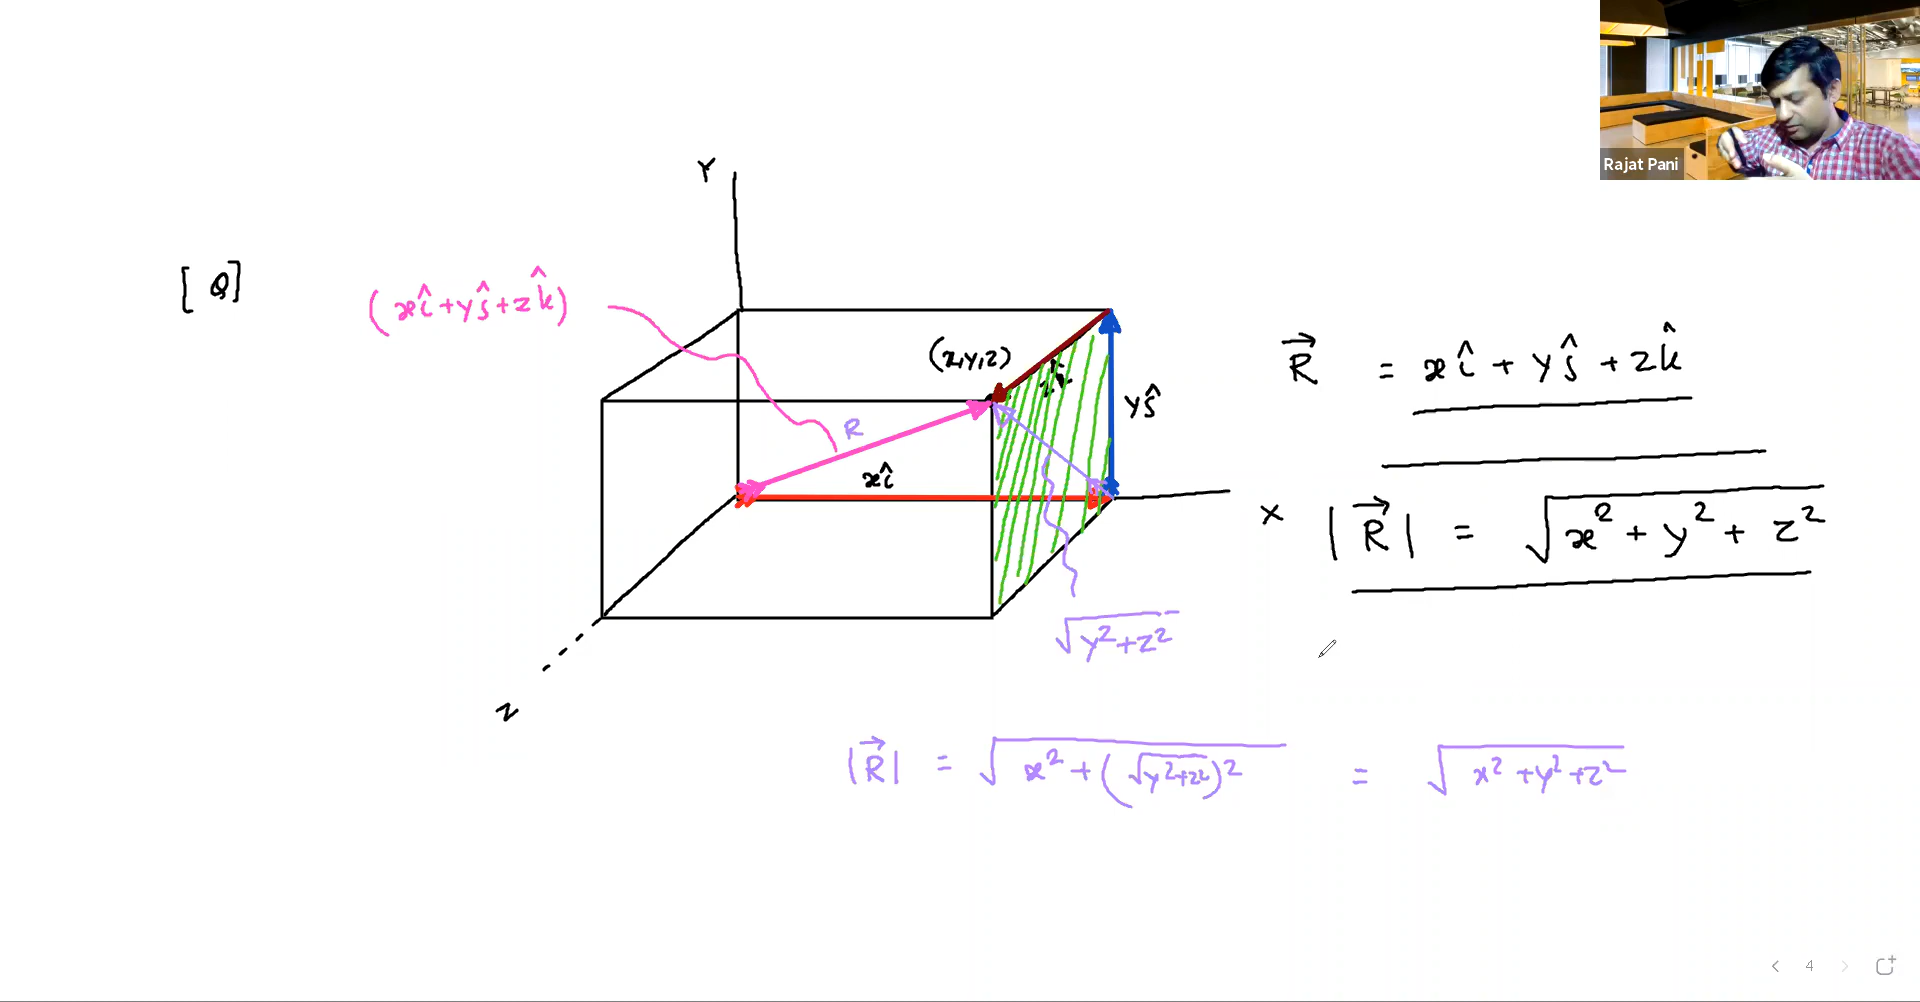 Rajat Pani
Y
[Q]
(xî+yĵ+zk̂)
(x,y,z)
R
xî
yĵ
X
Z
√y²+z²
R⃗ = xî + yĵ + zk̂
|R⃗| = √x² + y² + z²
|R⃗| = √x² + (√y²+z²)² = √x² + y² + z²
4